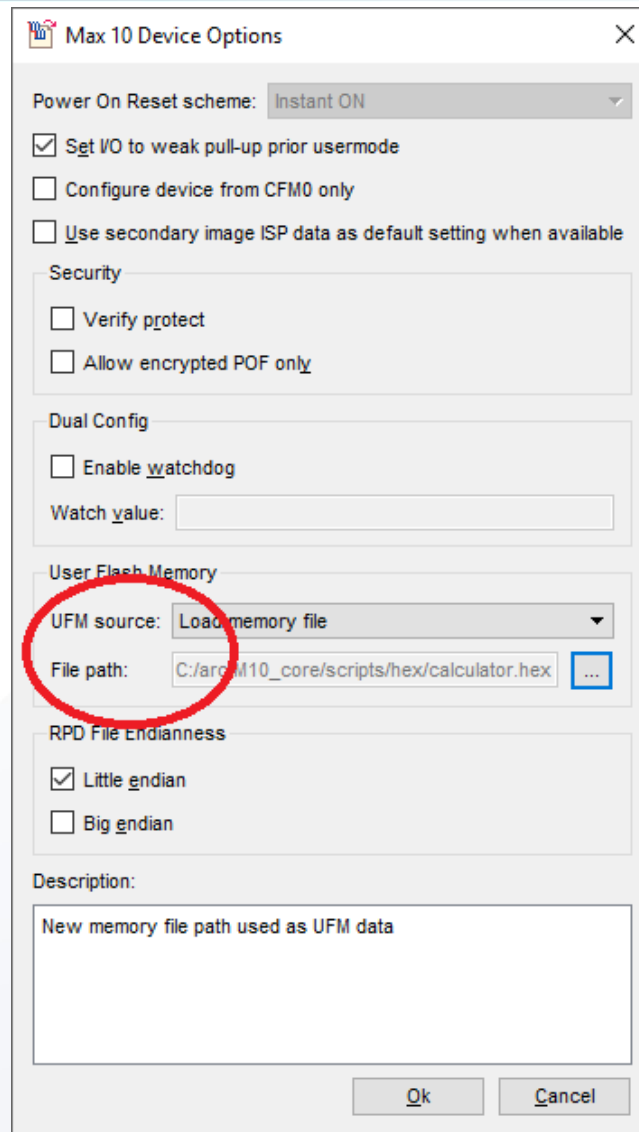 Max 10 Device Options
Power On Reset scheme: Instant ON
Set I/O to weak pull-up prior usermode
Configure device from CFM0 only
Use secondary image ISP data as default setting when available
Security
Verify protect
Allow encrypted POF only
Dual Config
Enable watchdog
Watch value:
User Flash Memory
UFM source: Load memory file
File path: M10_core/scripts/hex/calculator.hex ...
RPD File Endianness
Little endian
Big endian
Description:
New memory file path used as UFM data
Ok Cancel